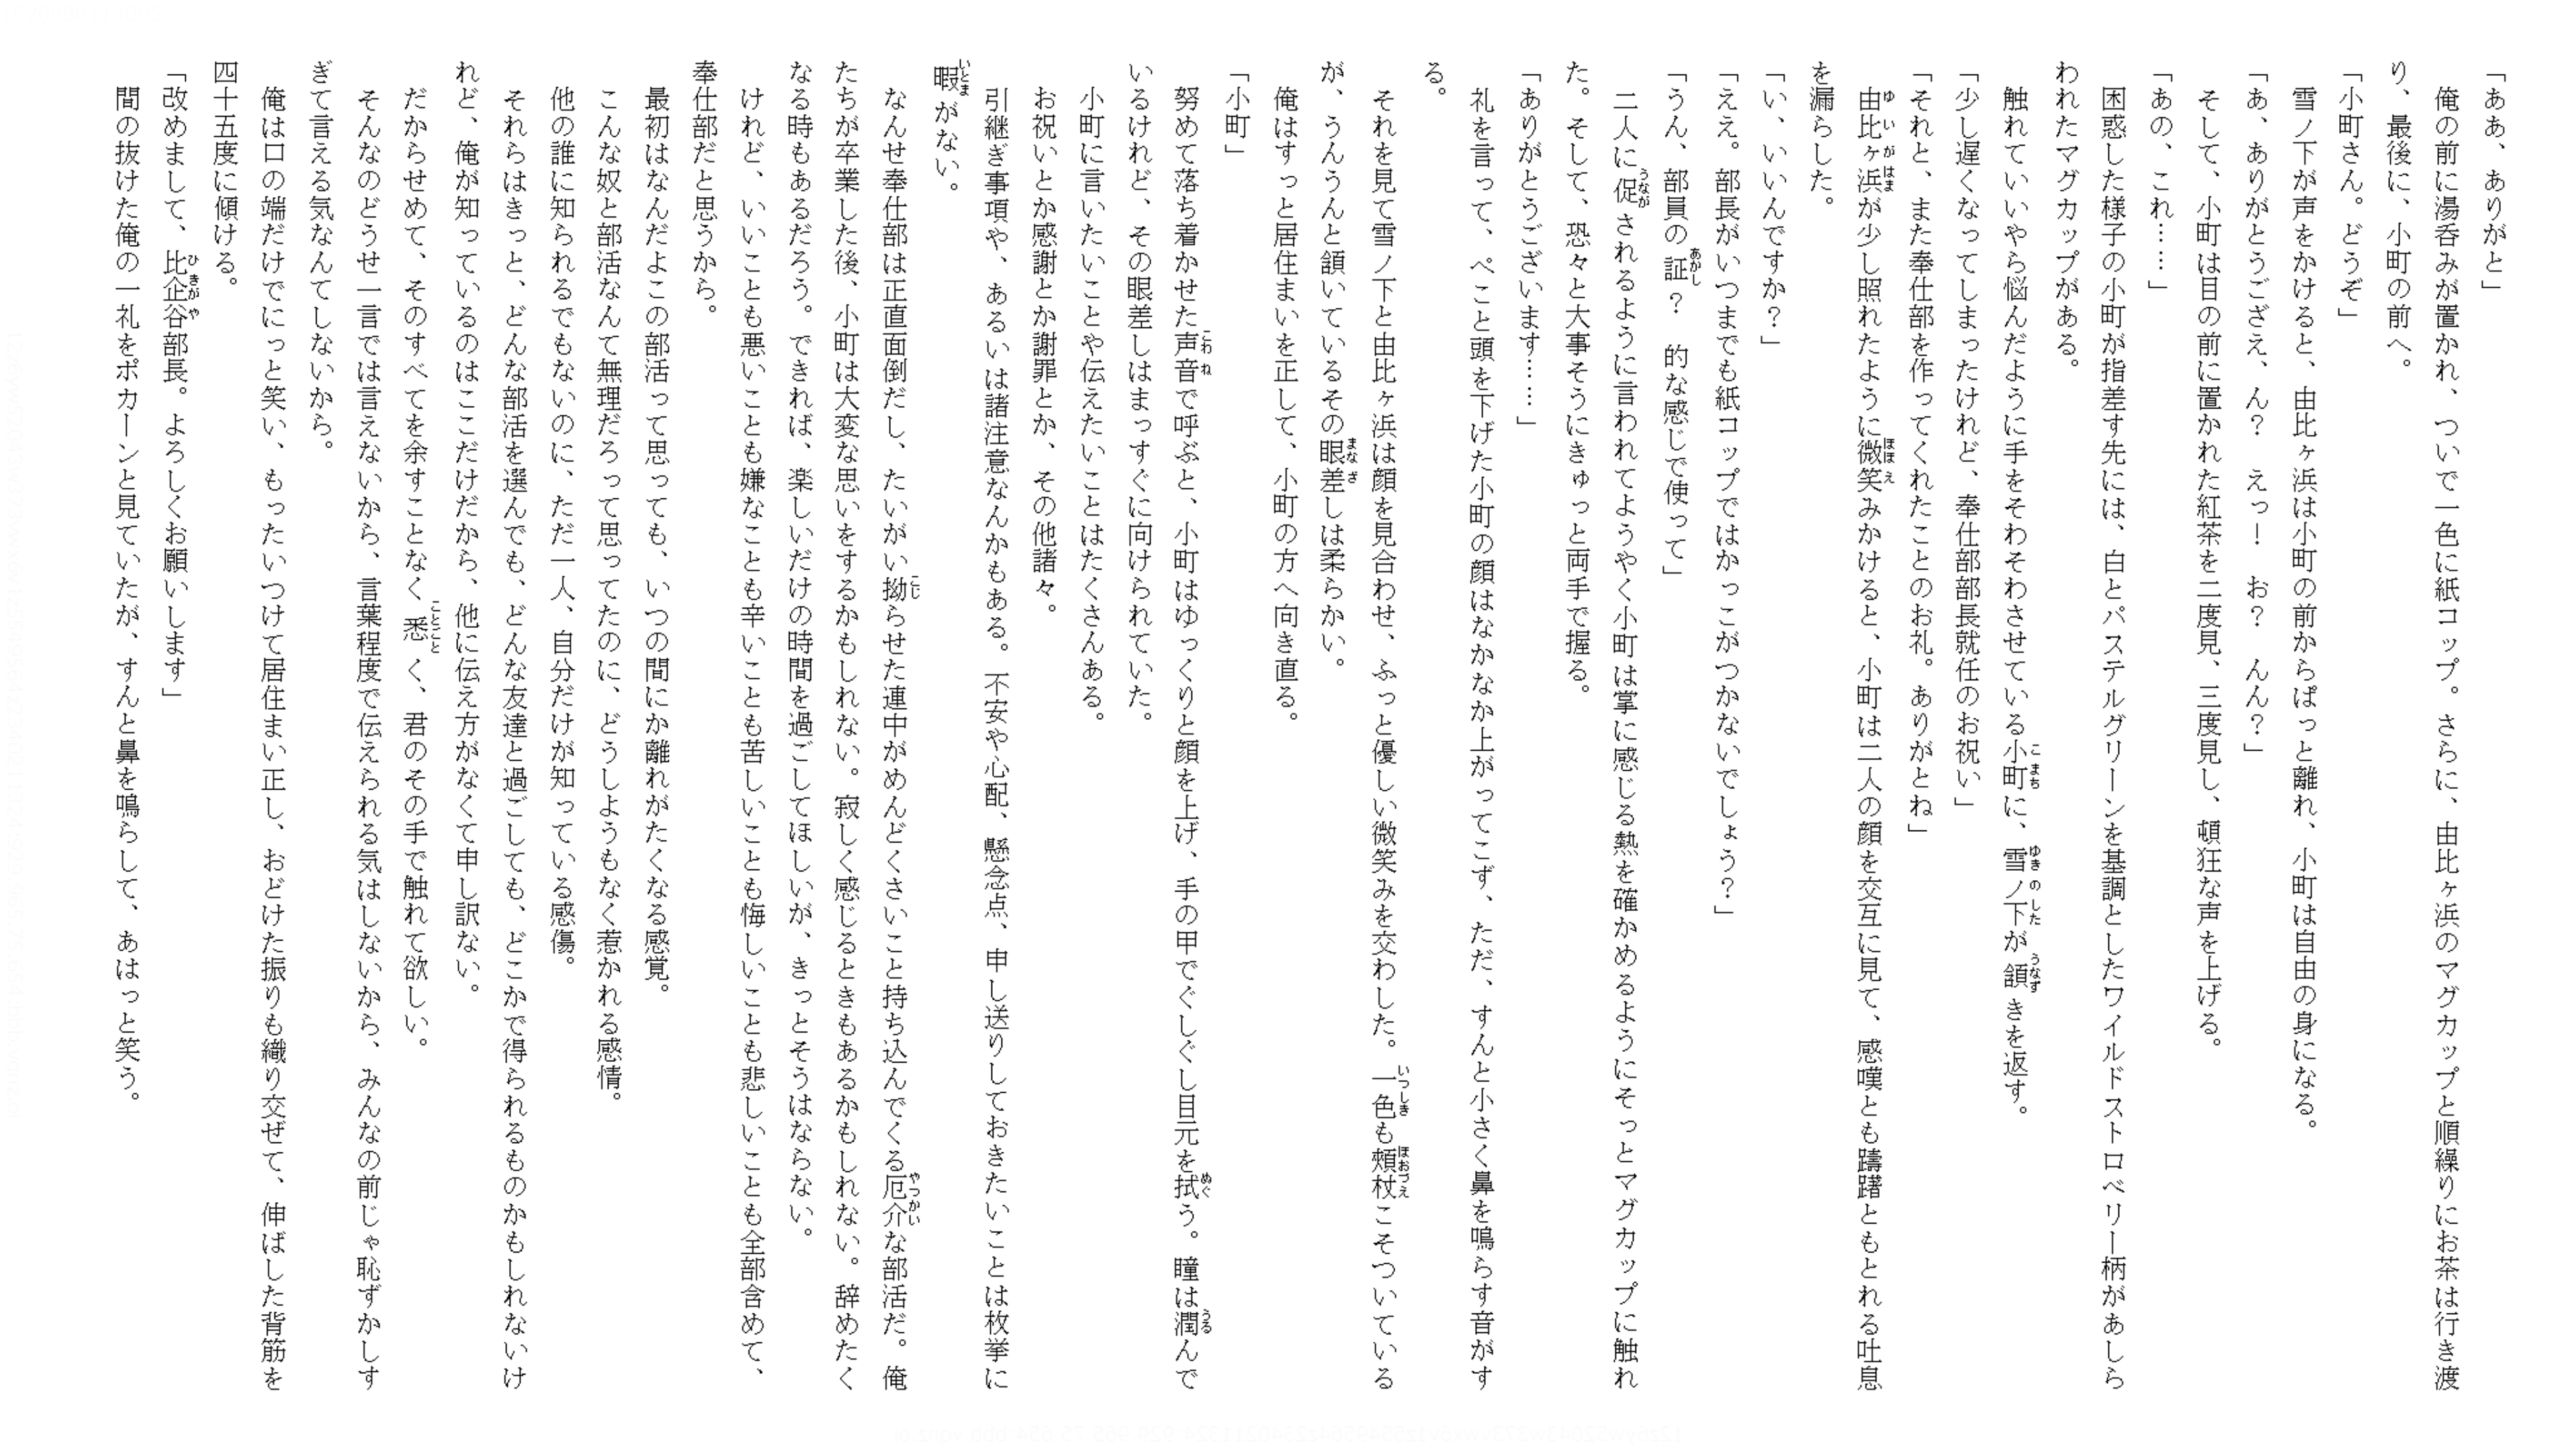 「ああ、ありがと」
　俺の前に湯呑みが置かれ、ついで一色に紙コップ。さらに、由比ヶ浜のマグカップと順繰りにお茶は行き渡
り、最後に、小町の前へ。
「小町さん。どうぞ」
　雪ノ下が声をかけると、由比ヶ浜は小町の前からぱっと離れ、小町は自由の身になる。
「あ、ありがとうござえ、ん？　えっ！　お？　んん？」
　そして、小町は目の前に置かれた紅茶を二度見、三度見し、頓狂な声を上げる。
「あの、これ……」
　困惑した様子の小町が指差す先には、白とパステルグリーンを基調としたワイルドストロベリー柄があしら
われたマグカップがある。
　触れていいやら悩んだように手をそわそわさせている小町に、雪ノ下が頷きを返す。
「少し遅くなってしまったけれど、奉仕部部長就任のお祝い」
「それと、また奉仕部を作ってくれたことのお礼。ありがとね」
　由比ヶ浜が少し照れたように微笑みかけると、小町は二人の顔を交互に見て、感嘆とも躊躇ともとれる吐息
を漏らした。
「い、いいんですか？」
「ええ。部長がいつまでも紙コップではかっこがつかないでしょう？」
「うん、部員の証？　的な感じで使って」
　二人に促されるように言われてようやく小町は掌に感じる熱を確かめるようにそっとマグカップに触れ
た。そして、恐々と大事そうにきゅっと両手で握る。
「ありがとうございます……」
　礼を言って、ぺこと頭を下げた小町の顔はなかなか上がってこず、ただ、すんと小さく鼻を鳴らす音がす
る。
　それを見て雪ノ下と由比ヶ浜は顔を見合わせ、ふっと優しい微笑みを交わした。一色も頬杖こそついている
が、うんうんと頷いているその眼差しは柔らかい。
　俺はすっと居住まいを正して、小町の方へ向き直る。
「小町」
　努めて落ち着かせた声音で呼ぶと、小町はゆっくりと顔を上げ、手の甲でぐしぐし目元を拭う。瞳は潤んで
いるけれど、その眼差しはまっすぐに向けられていた。
　小町に言いたいことや伝えたいことはたくさんある。
　お祝いとか感謝とか謝罪とか、その他諸々。
　引継ぎ事項や、あるいは諸注意なんかもある。不安や心配、懸念点、申し送りしておきたいことは枚挙に
暇がない。
　なんせ奉仕部は正直面倒だし、たいがい拗らせた連中がめんどくさいこと持ち込んでくる厄介な部活だ。俺
たちが卒業した後、小町は大変な思いをするかもしれない。寂しく感じるときもあるかもしれない。辞めたく
なる時もあるだろう。できれば、楽しいだけの時間を過ごしてほしいが、きっとそうはならない。
　けれど、いいことも悪いことも嫌なことも辛いことも苦しいことも悔しいことも悲しいことも全部含めて、
奉仕部だと思うから。
　最初はなんだよこの部活って思っても、いつの間にか離れがたくなる感覚。
　こんな奴と部活なんて無理だろって思ってたのに、どうしようもなく惹かれる感情。
　他の誰に知られるでもないのに、ただ一人、自分だけが知っている感傷。
　それらはきっと、どんな部活を選んでも、どんな友達と過ごしても、どこかで得られるものかもしれないけ
れど、俺が知っているのはここだけだから、他に伝え方がなくて申し訳ない。
　だからせめて、そのすべてを余すことなく悉く、君のその手で触れて欲しい。
　そんなのどうせ一言では言えないから、言葉程度で伝えられる気はしないから、みんなの前じゃ恥ずかしす
ぎて言える気なんてしないから。
　俺は口の端だけでにっと笑い、もったいつけて居住まい正し、おどけた振りも織り交ぜて、伸ばした背筋を
四十五度に傾ける。
「改めまして、比企谷部長。よろしくお願いします」
　間の抜けた俺の一礼をポカーンと見ていたが、すんと鼻を鳴らして、あはっと笑う。